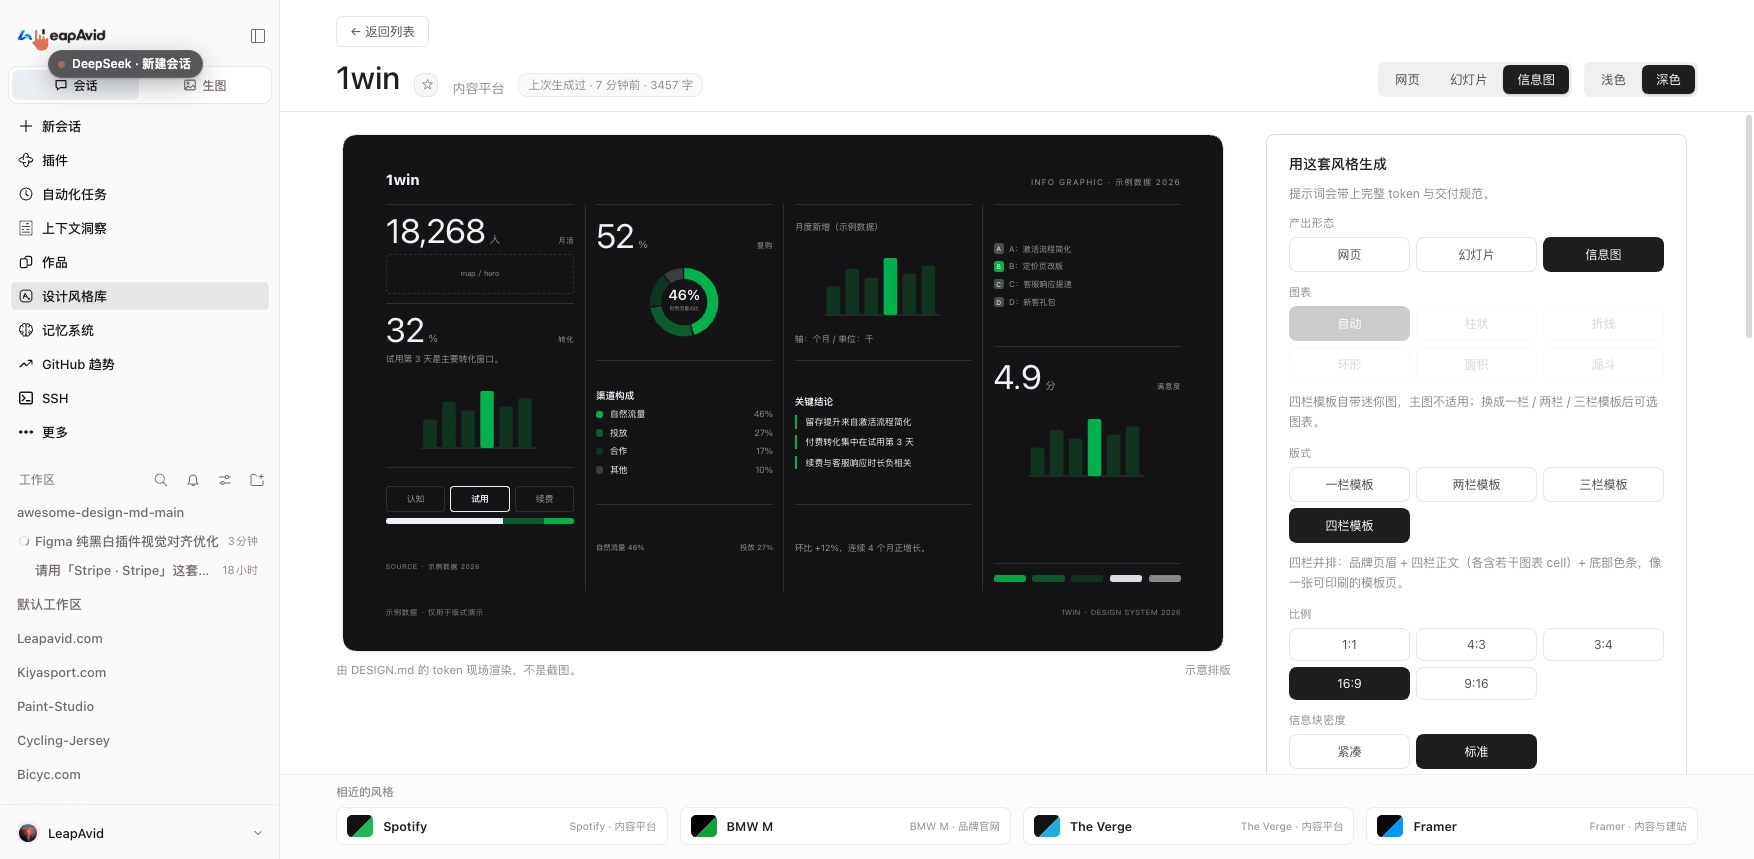 LeapAvid
DeepSeek · 新建会话
会话
生图
新会话
插件
自动化任务
上下文洞察
作品
设计风格库
记忆系统
GitHub 趋势
SSH
更多
工作区
awesome-design-md-main
Figma 纯黑白插件视觉对齐优化 3 分钟
请用「Stripe · Stripe」这套... 18 小时
默认工作区
Leapavid.com
Kiyasport.com
Paint-Studio
Cycling-Jersey
Bicyc.com
LeapAvid
← 返回列表
1win
内容平台
上次生成过 · 7 分钟前 · 3457 字
网页 幻灯片 信息图
浅色 深色
1win
INFO GRAPHIC · 示例数据 2026
18,268 人 月活
map / hero
32 % 转化
试用第 3 天是主要转化窗口。
认知 试用 续费
SOURCE · 示例数据 2026
52 % 复购
46%
自然流量占比
渠道构成
自然流量 46%
投放 27%
合作 17%
其他 10%
自然流量 46% 投放 27%
月度新增（示例数据）
轴：个月 / 单位：千
关键结论
留存提升来自激活流程简化
付费转化集中在试用第 3 天
续费与客服响应时长负相关
环比 +12%，连续 4 个月正增长。
A A：激活流程简化
B B：定价页改版
C C：客服响应提速
D D：新客礼包
4.9 分 满意度
示例数据 · 仅用于版式演示
1WIN · DESIGN SYSTEM 2026
由 DESIGN.md 的 token 现场渲染，不是截图。
示意排版
用这套风格生成
提示词会带上完整 token 与交付规范。
产出形态
网页 幻灯片 信息图
图表
自动 柱状 折线
环形 面积 漏斗
四栏模板自带迷你图，主图不适用；换成一栏 / 两栏 / 三栏模板后可选
图表。
版式
一栏模板 两栏模板 三栏模板
四栏模板
四栏并排：品牌页眉 + 四栏正文（各含若干图表 cell）+ 底部色条，像
一张可印刷的模板页。
比例
1:1 4:3 3:4
16:9 9:16
信息块密度
紧凑 标准
相近的风格
Spotify Spotify · 内容平台
BMW M BMW M · 品牌官网
The Verge The Verge · 内容平台
Framer Framer · 内容与建站